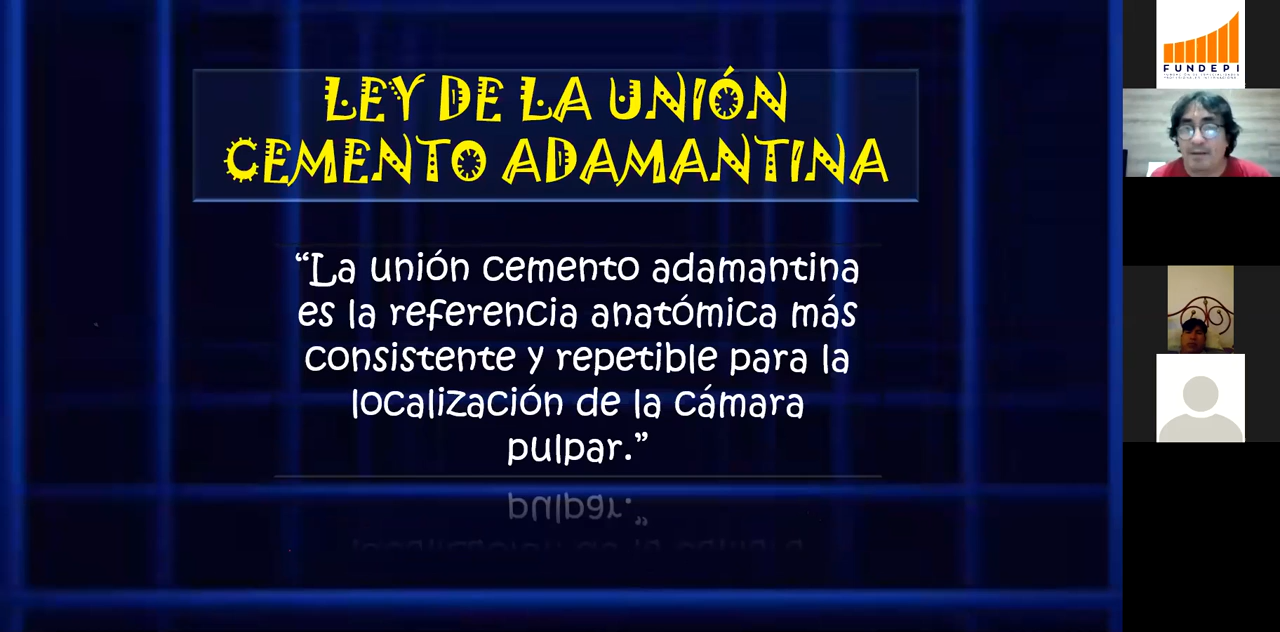 LEY DE LA UNIÓN
CEMENTO ADAMANTINA
“La unión cemento adamantina
es la referencia anatómica más
consistente y repetible para la
localización de la cámara
pulpar.”
FUNDEPI